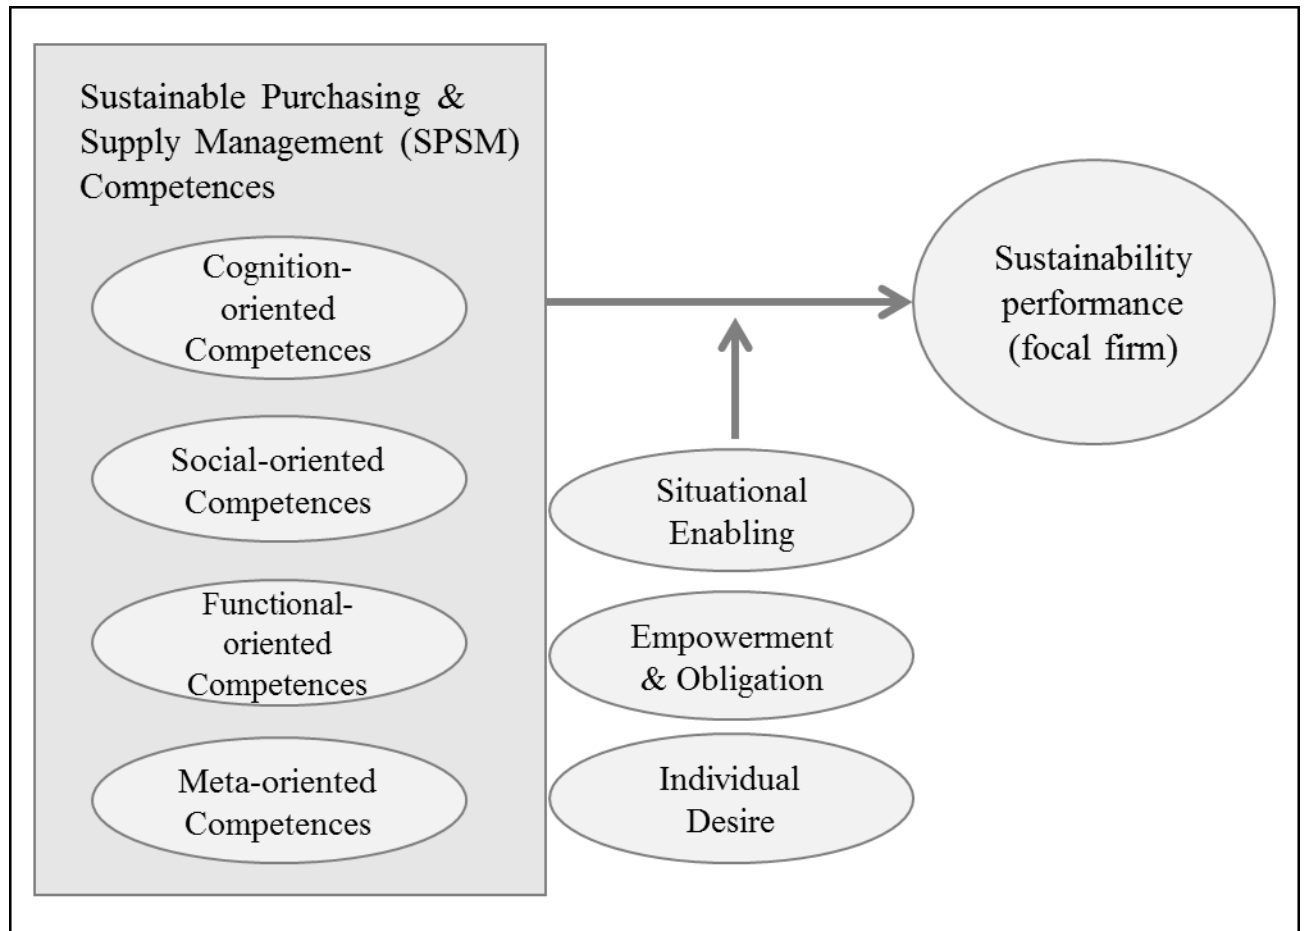 Sustainable Purchasing &
Supply Management (SPSM)
Competences
Cognition-
oriented
Competences
Social-oriented
Competences
Functional-
oriented
Competences
Meta-oriented
Competences
Situational
Enabling
Empowerment
& Obligation
Individual
Desire
Sustainability
performance
(focal firm)